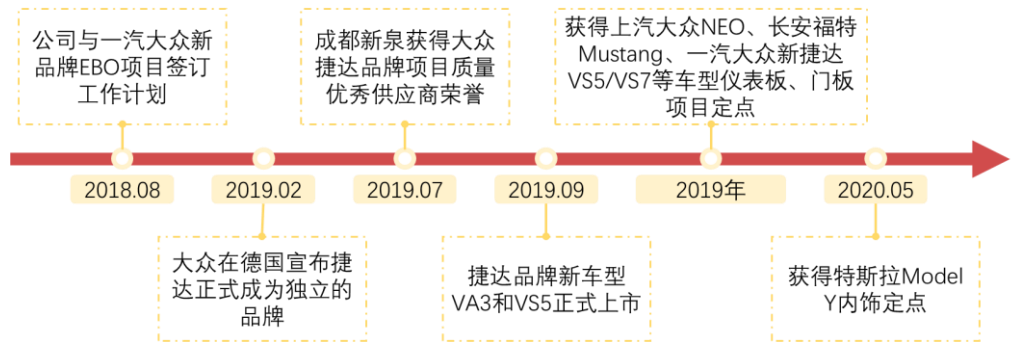 公司与一汽大众新
品牌EBO项目签订
工作计划
成都新泉获得大众
捷达品牌项目质量
优秀供应商荣誉
获得上汽大众NEO、长安福特
Mustang、一汽大众新捷达
VS5/VS7等车型仪表板、门板
项目定点
2018.08
2019.02
2019.07
2019.09
2019年
2020.05
大众在德国宣布捷
达正式成为独立的
品牌
捷达品牌新车型
VA3和VS5正式上市
获得特斯拉Model
Y内饰定点